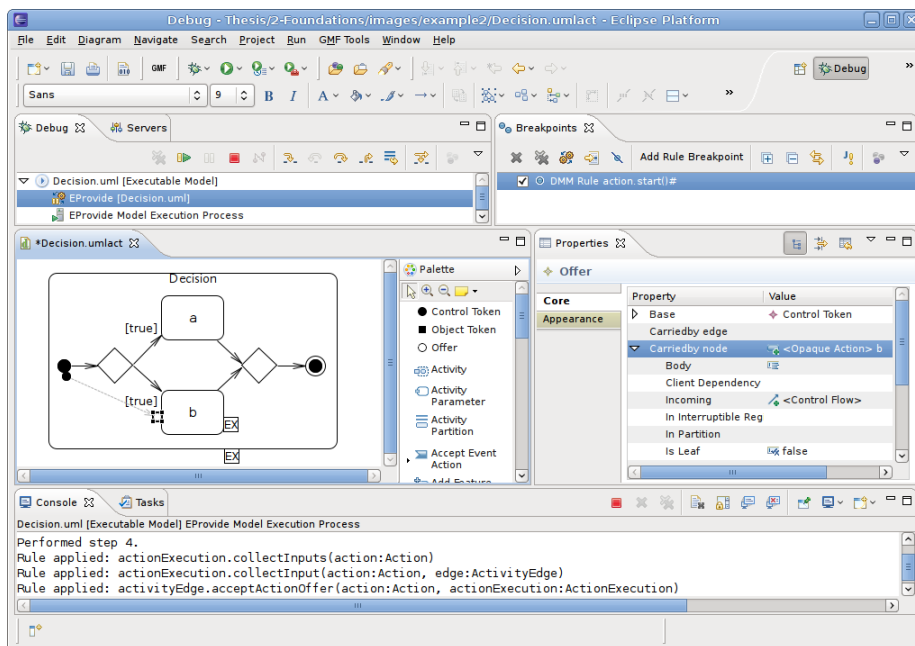 Debug - Thesis/2-Foundations/images/example2/Decision.umlact - Eclipse Platform
File Edit Diagram Navigate Search Project Run GMF Tools Window Help
010 GMF Debug »
Sans 9 B I A »
Debug Servers
Decision.uml [Executable Model]
EProvide [Decision.uml]
EProvide Model Execution Process
Breakpoints
Add Rule Breakpoint
DMM Rule action.start()#
*Decision.umlact
Decision
a
[true]
[true]
b
EX
EX
Palette
Control Token
Object Token
Offer
Activity
Activity
Parameter
Activity
Partition
Accept Event
Action
Add Feature
Properties
Offer
Core
Appearance
Property Value
Base Control Token
Carriedby edge
Carriedby node <Opaque Action> b
Body
Client Dependency
Incoming <Control Flow>
In Interruptible Reg
In Partition
Is Leaf false
Console Tasks
Decision.uml [Executable Model] EProvide Model Execution Process
Performed step 4.
Rule applied: actionExecution.collectInputs(action:Action)
Rule applied: actionExecution.collectInput(action:Action, edge:ActivityEdge)
Rule applied: activityEdge.acceptActionOffer(action:Action, actionExecution:ActionExecution)